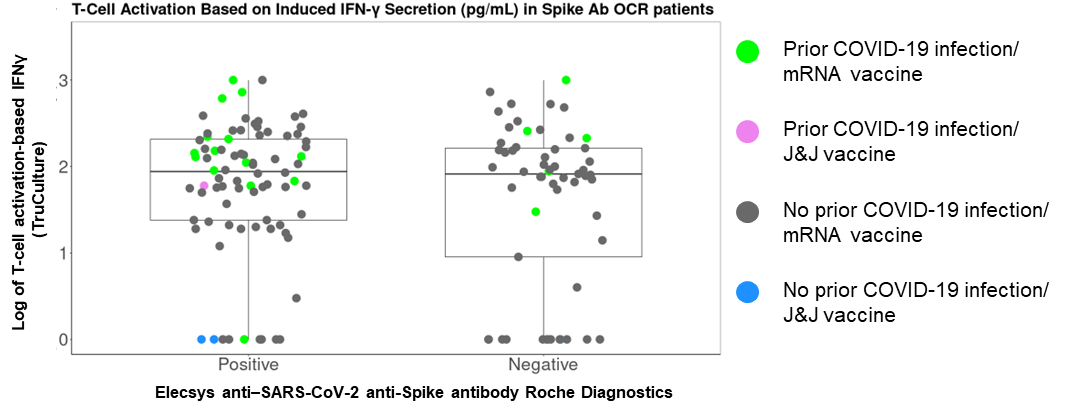 T-Cell Activation Based on Induced IFN-γ Secretion (pg/mL) in Spike Ab OCR patients
Log of T-cell activation-based IFNγ
(TruCulture)
3
2
1
0
Positive
Negative
Elecsys anti–SARS-CoV-2 anti-Spike antibody Roche Diagnostics
Prior COVID-19 infection/
mRNA vaccine
Prior COVID-19 infection/
J&J vaccine
No prior COVID-19 infection/
mRNA vaccine
No prior COVID-19 infection/
J&J vaccine